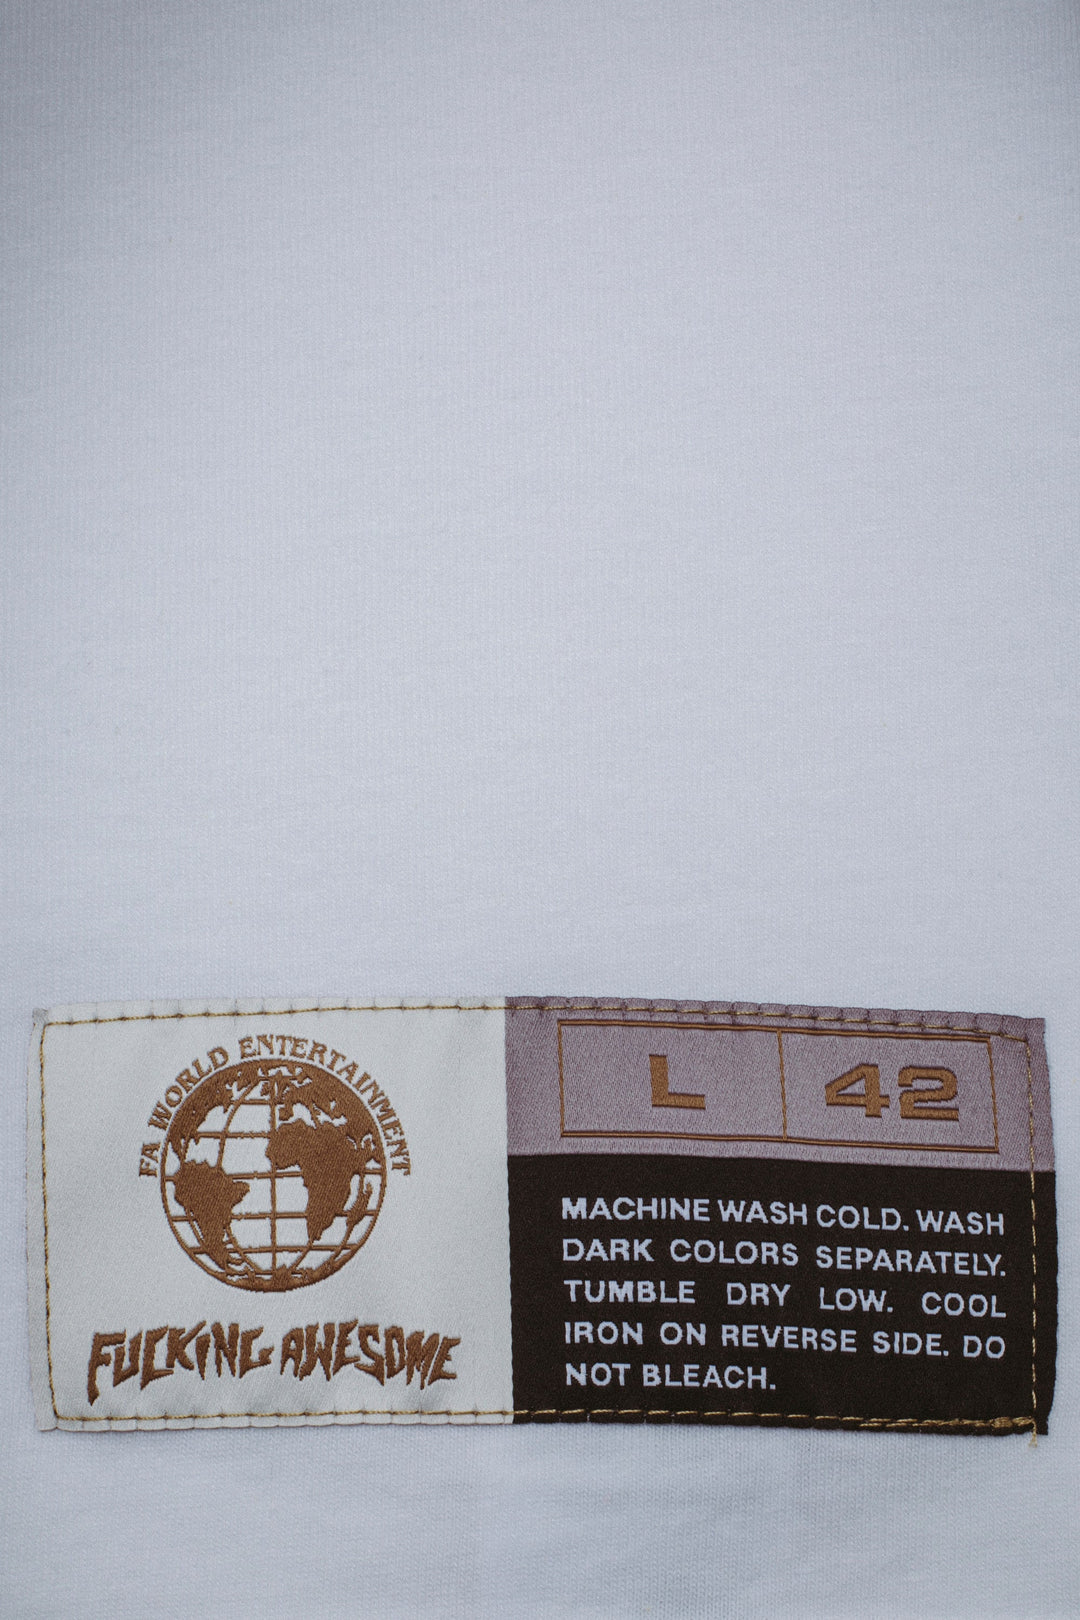 FA WORLD ENTERTAINMENT
FUCKING AWESOME
L 42
MACHINE WASH COLD. WASH
DARK COLORS SEPARATELY.
TUMBLE DRY LOW. COOL
IRON ON REVERSE SIDE. DO
NOT BLEACH.